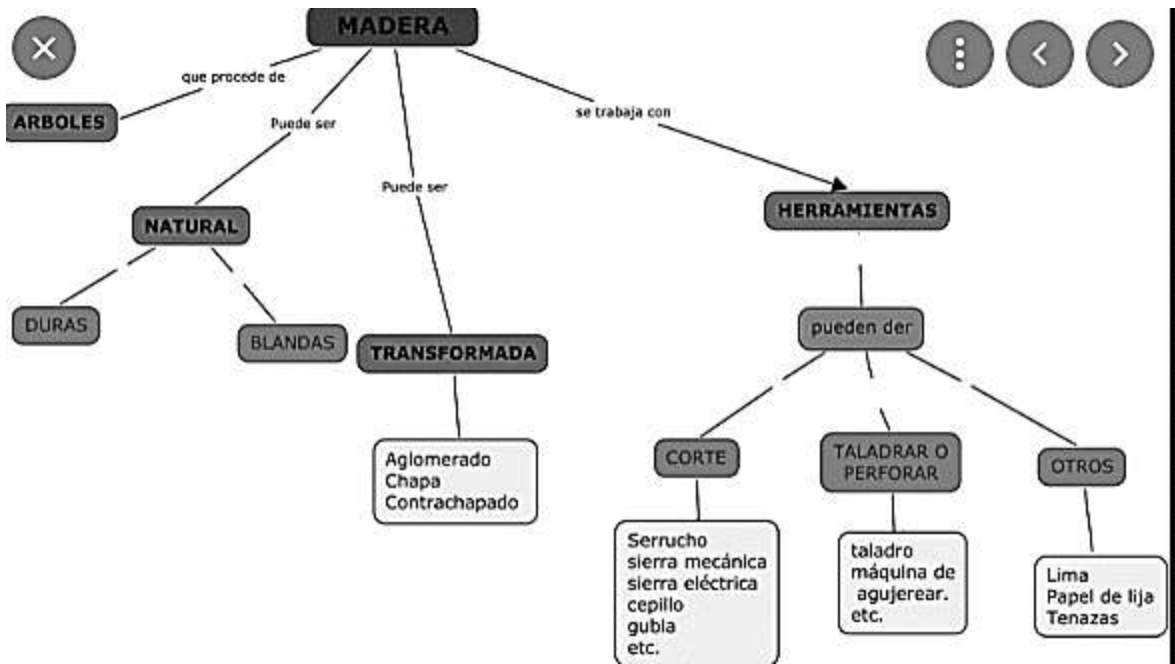 MADERA
que procede de
ARBOLES
Puede ser
se trabaja con
Puede ser
NATURAL
HERRAMIENTAS
DURAS
BLANDAS
TRANSFORMADA
pueden der
Aglomerado
Chapa
Contrachapado
CORTE
TALADRAR O
PERFORAR
OTROS
Serrucho
sierra mecánica
sierra eléctrica
cepillo
gubla
etc.
taladro
máquina de
agujerear.
etc.
Lima
Papel de lija
Tenazas